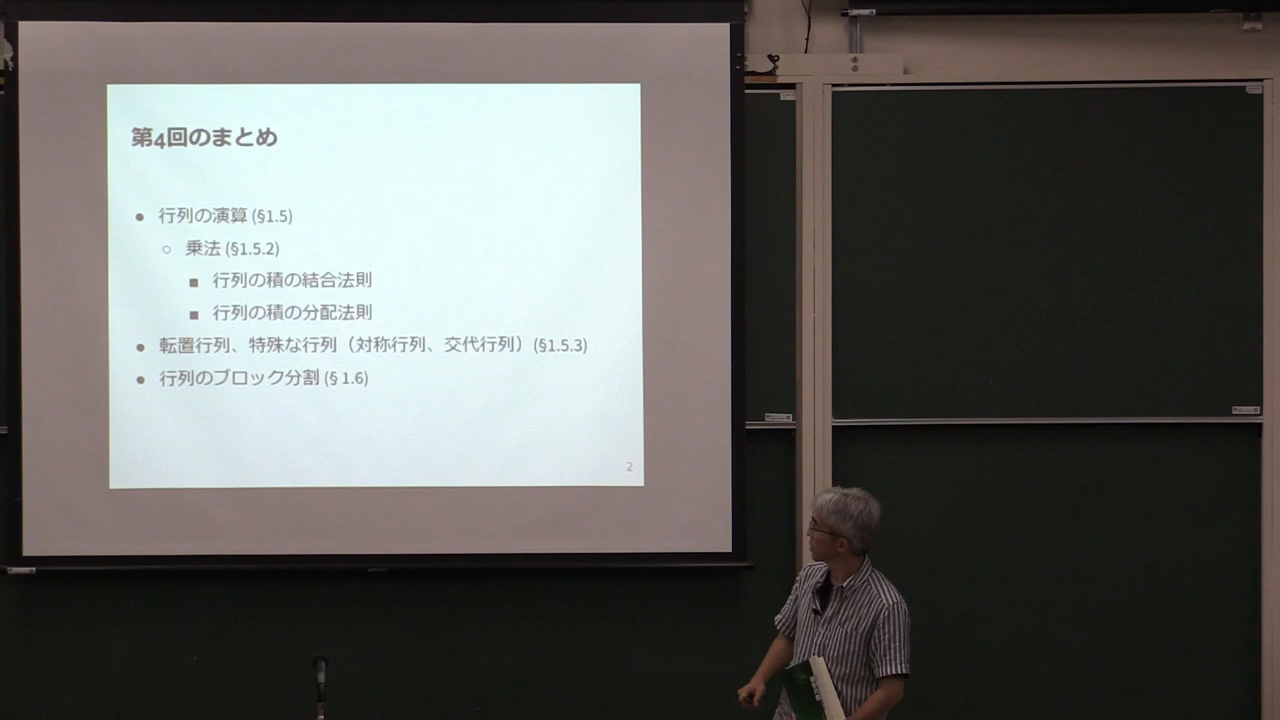 第4回のまとめ
● 行列の演算 (§1.5)
○ 乗法 (§1.5.2)
■ 行列の積の結合法則
■ 行列の積の分配法則
● 転置行列、特殊な行列（対称行列、交代行列）(§1.5.3)
● 行列のブロック分割 (§ 1.6)
2